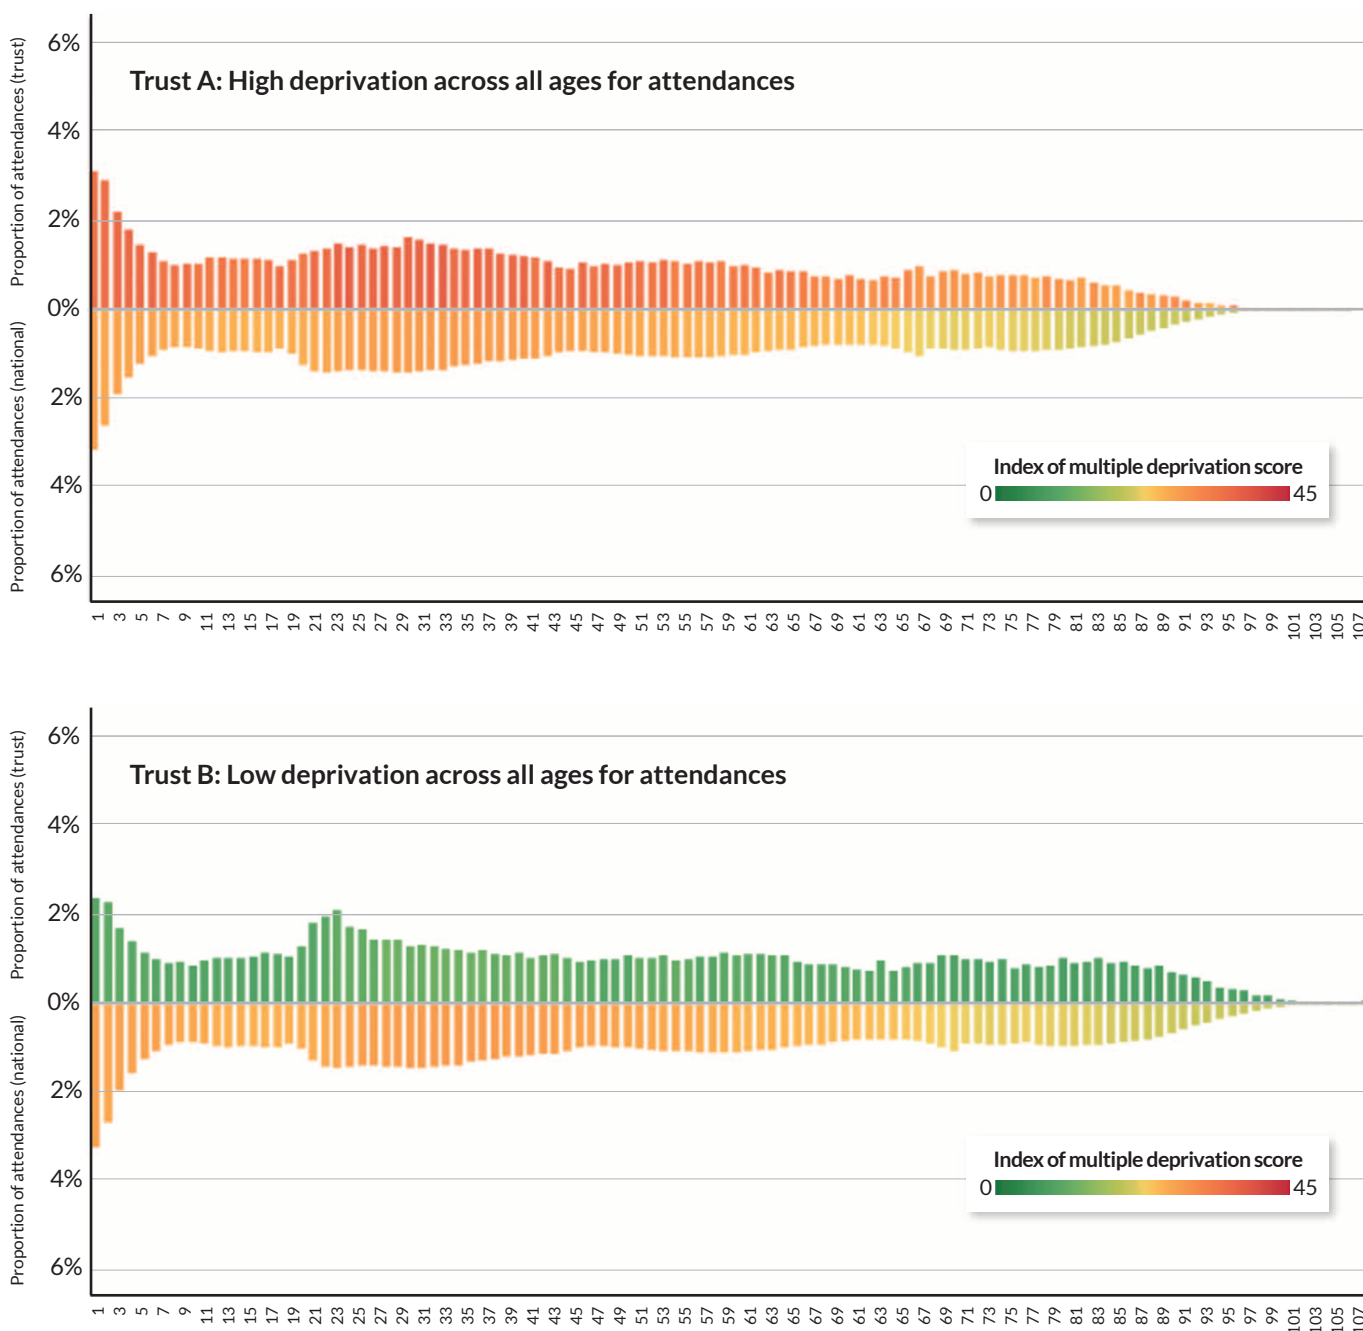 Proportion of attendances (trust)
Proportion of attendances (national)
6%
4%
2%
0%
2%
4%
6%
Trust A: High deprivation across all ages for attendances
Index of multiple deprivation score
0 45
1 3 5 7 9 11 13 15 17 19 21 23 25 27 29 31 33 35 37 39 41 43 45 47 49 51 53 55 57 59 61 63 65 67 69 61 63 65 67 69 71 73 75 77 79 81 83 85 87 89 91 93 95 97 99 101 103 105 107
Proportion of attendances (trust)
Proportion of attendances (national)
6%
4%
2%
0%
2%
4%
6%
Trust B: Low deprivation across all ages for attendances
Index of multiple deprivation score
0 45
1 3 5 7 9 11 13 15 17 19 21 23 25 27 29 31 33 35 37 39 41 43 45 47 49 51 53 55 57 59 61 63 65 67 69 61 63 65 67 69 71 73 75 77 79 81 83 85 87 89 91 93 95 97 99 101 103 105 107